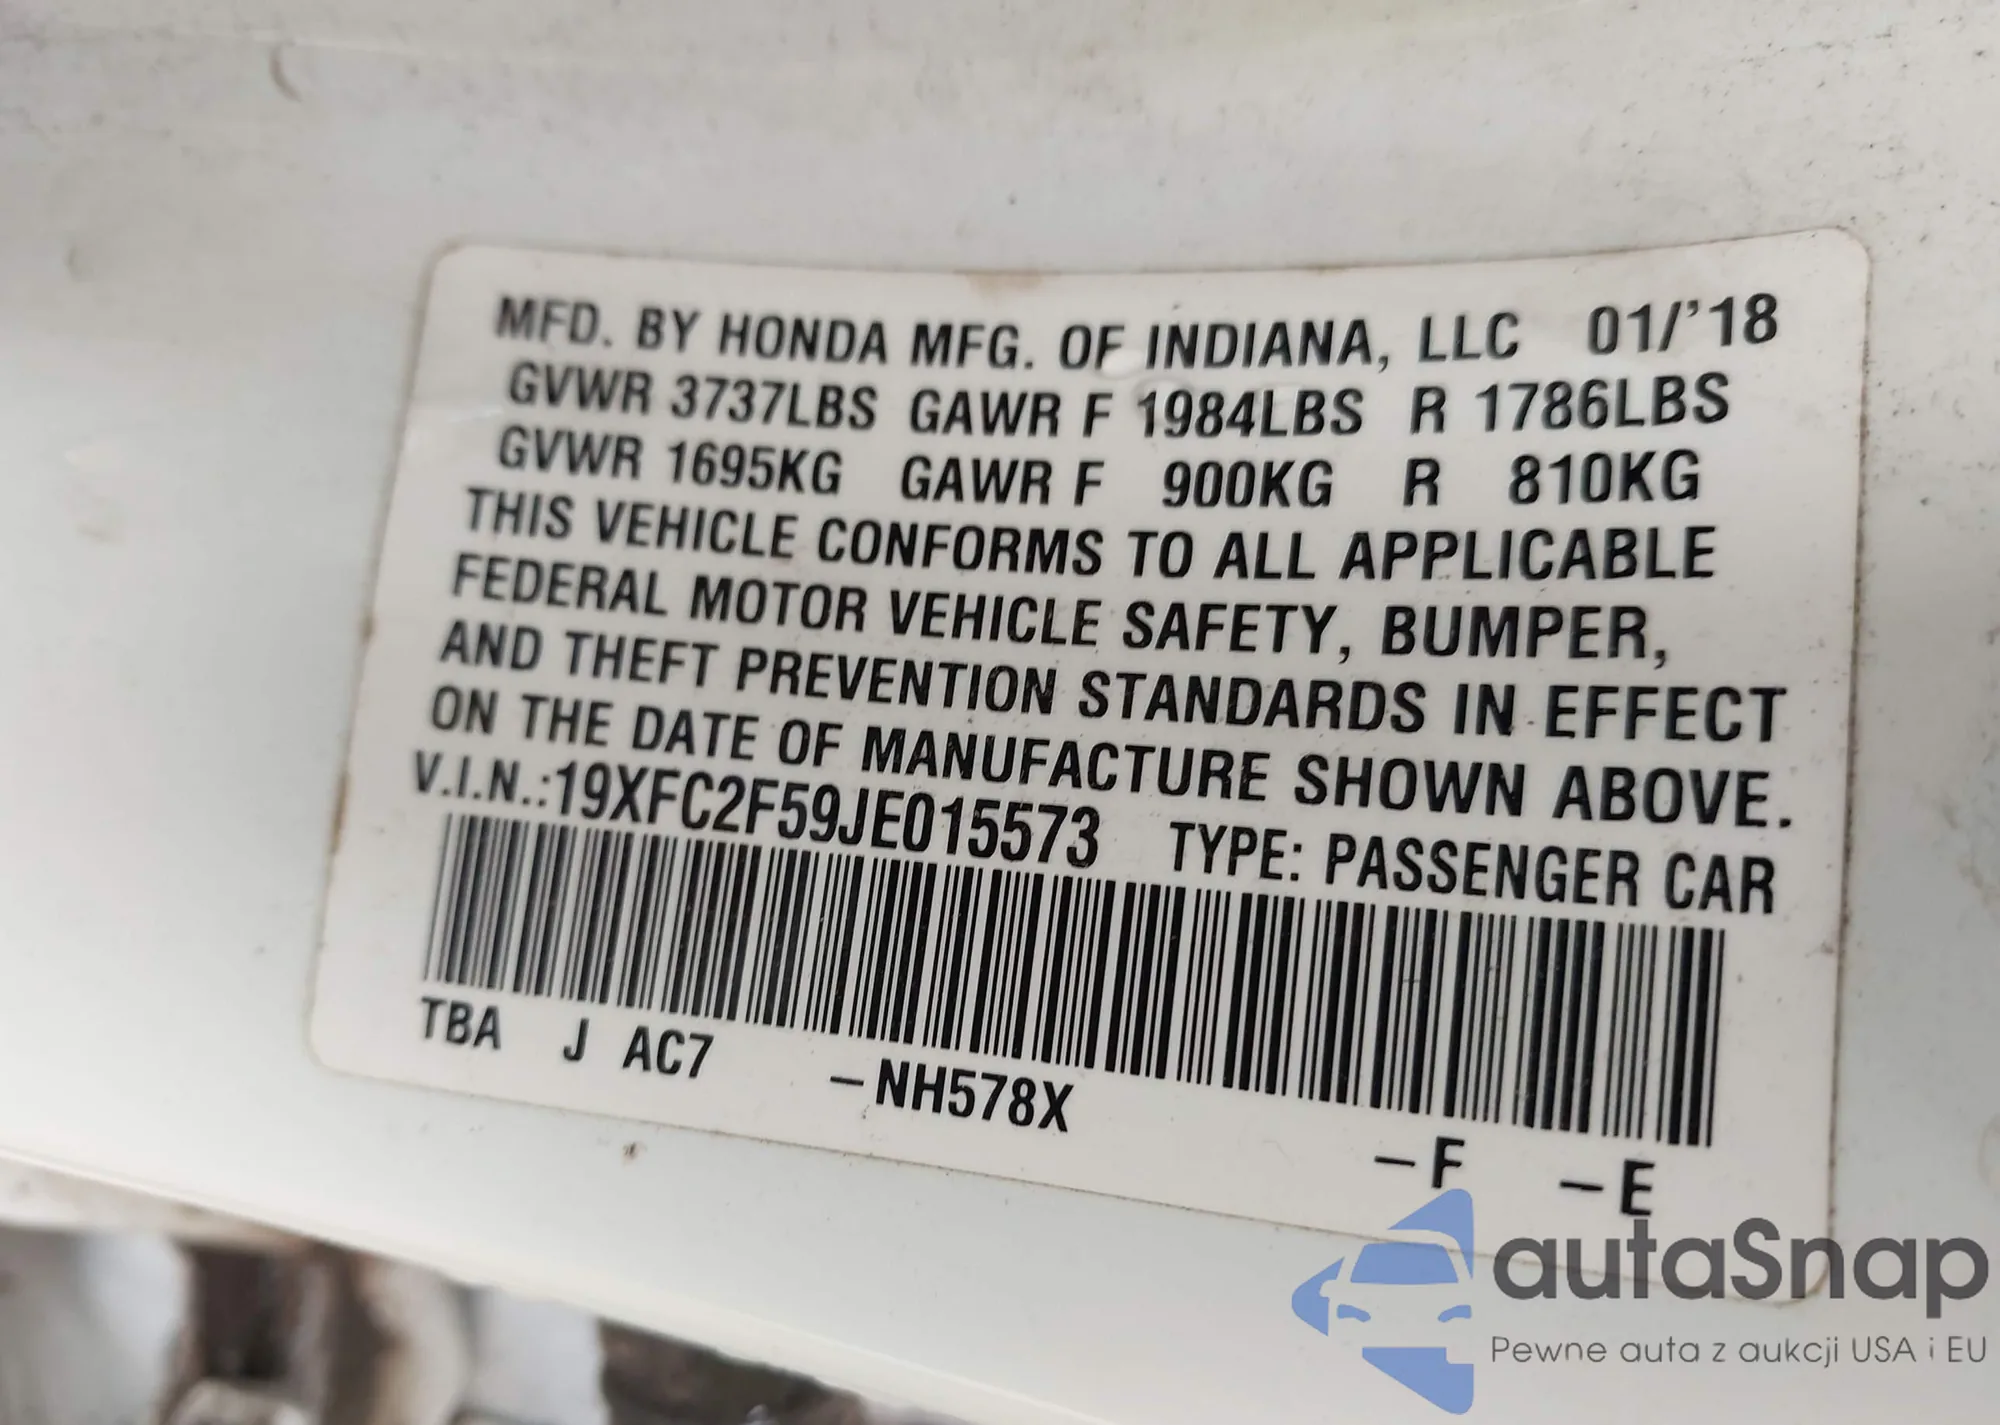 MFD. BY HONDA MFG. OF INDIANA, LLC 01/'18
GVWR 3737LBS GAWR F 1984LBS R 1786LBS
GVWR 1695KG GAWR F 900KG R 810KG
THIS VEHICLE CONFORMS TO ALL APPLICABLE
FEDERAL MOTOR VEHICLE SAFETY, BUMPER,
AND THEFT PREVENTION STANDARDS IN EFFECT
ON THE DATE OF MANUFACTURE SHOWN ABOVE.
V.I.N.:19XFC2F59JE015573 TYPE: PASSENGER CAR
TBA J AC7 –NH578X –F –E
autaSnap
Pewne auta z aukcji USA i EU